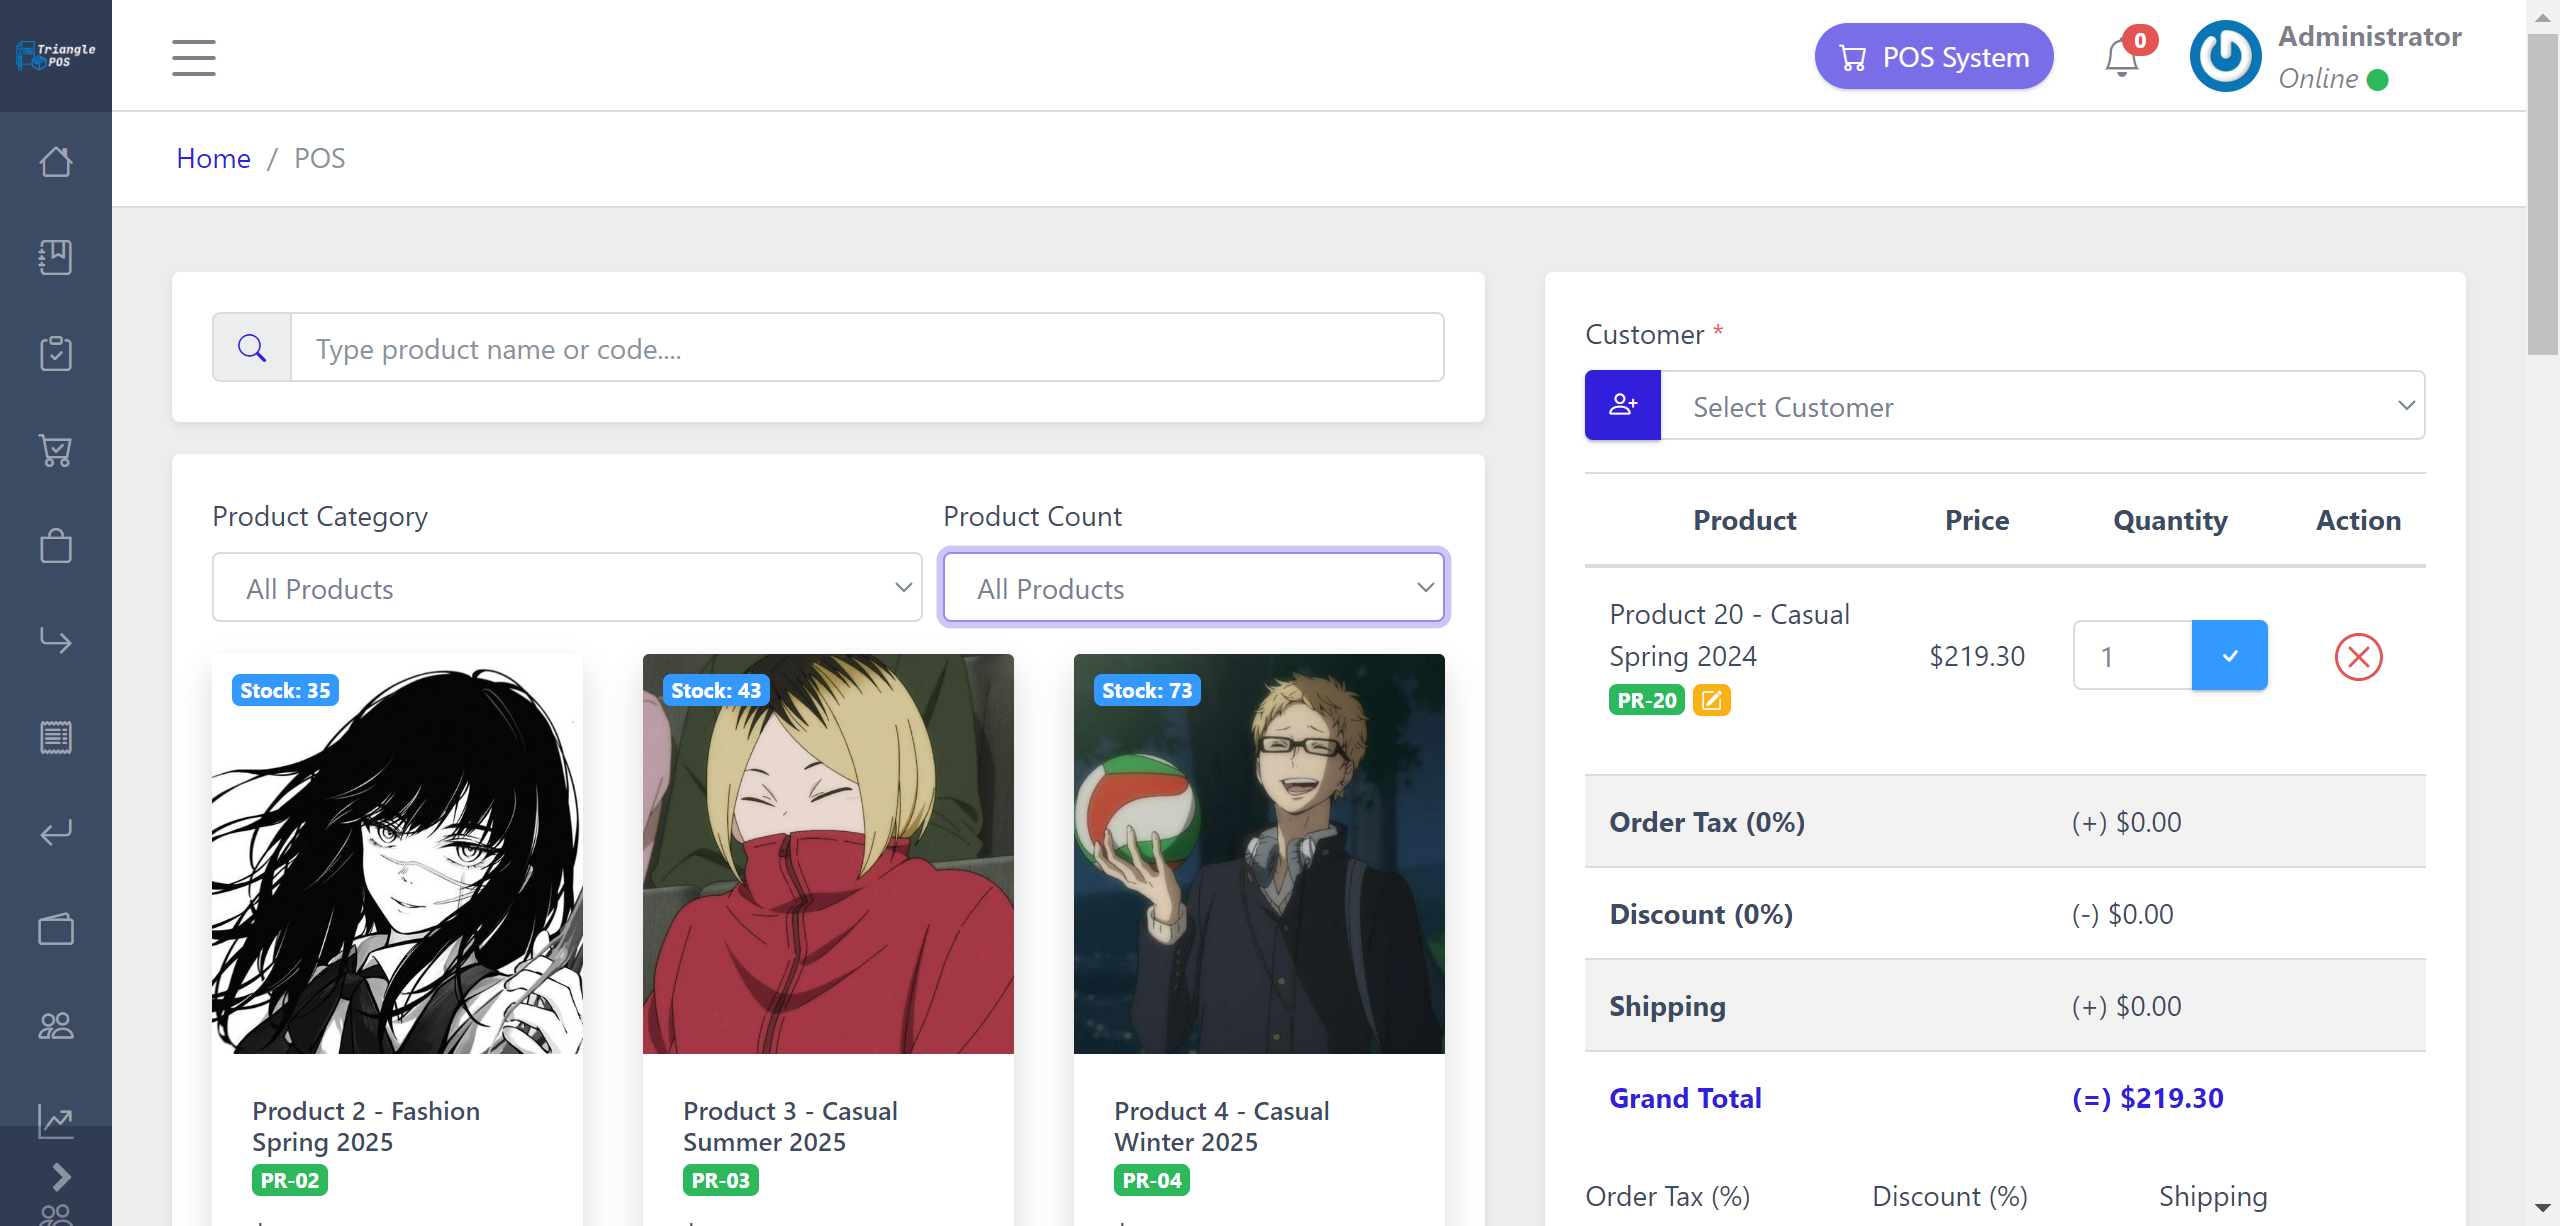 Triangle
POS
POS System
0
Administrator
Online
Home / POS
Type product name or code....
Product Category
Product Count
All Products
All Products
Stock: 35
Stock: 43
Stock: 73
Product 2 - Fashion
Spring 2025
PR-02
Product 3 - Casual
Summer 2025
PR-03
Product 4 - Casual
Winter 2025
PR-04
Customer *
Select Customer
Product Price Quantity Action
Product 20 - Casual
Spring 2024
PR-20
$219.30
1
Order Tax (0%) (+) $0.00
Discount (0%) (-) $0.00
Shipping (+) $0.00
Grand Total (=) $219.30
Order Tax (%) Discount (%) Shipping